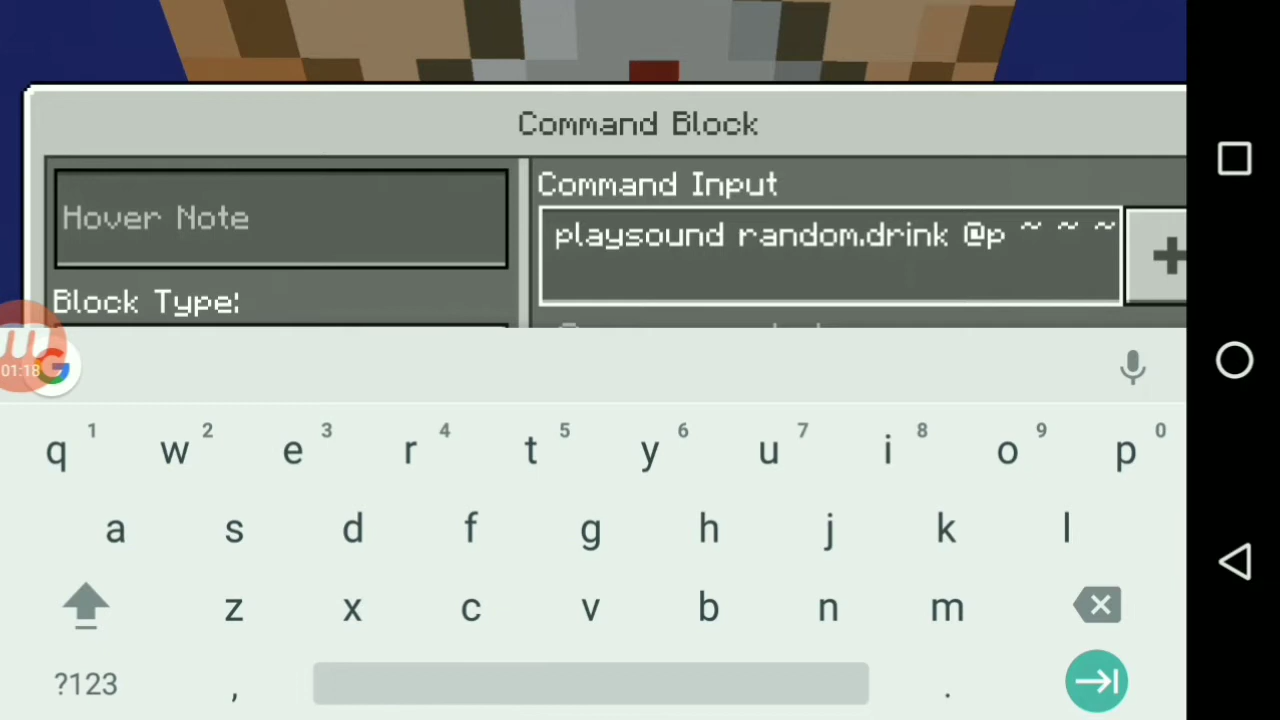 Command Block
Hover Note
Command Input
playsound random.drink @p ~ ~ ~
Block Type:
01:18
q 1 w 2 e 3 r 4 t 5 y 6 u 7 i 8 o 9 p 0
a s d f g h j k l
z x c v b n m
?123 , .